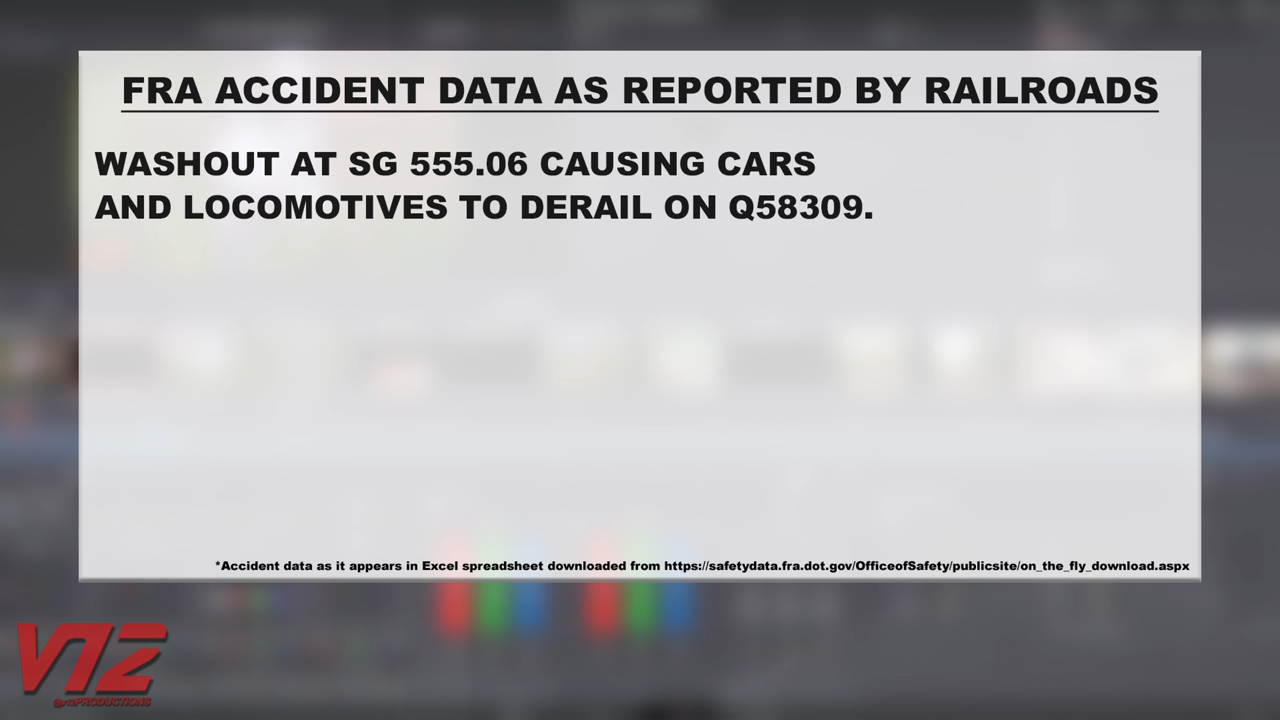 FRA ACCIDENT DATA AS REPORTED BY RAILROADS
WASHOUT AT SG 555.06 CAUSING CARS
AND LOCOMOTIVES TO DERAIL ON Q58309.
*Accident data as it appears in Excel spreadsheet downloaded from https://safetydata.fra.dot.gov/OfficeofSafety/publicsite/on_the_fly_download.aspx
V12
@v12PRODUCTIONS